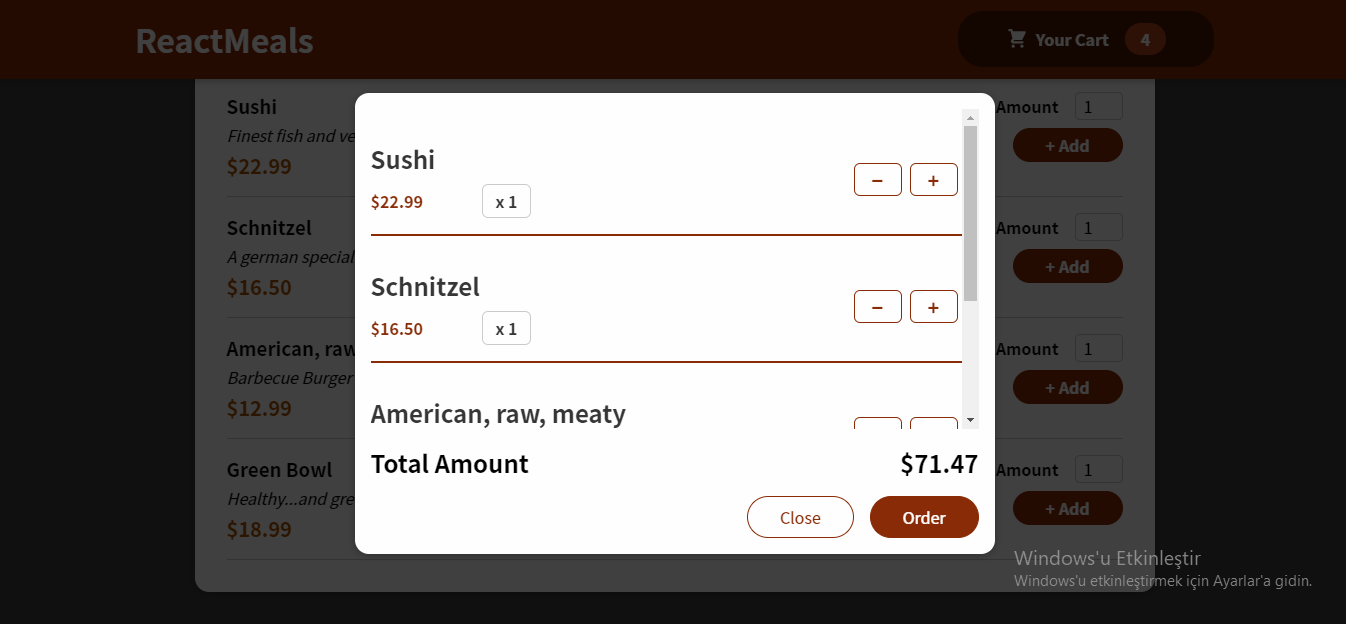 ReactMeals
Your Cart 4
Sushi
Finest fish and ve
$22.99
Amount 1
+ Add
Schnitzel
A german special
$16.50
Amount 1
+ Add
American, raw
Barbecue Burger
$12.99
Amount 1
+ Add
Green Bowl
Healthy...and gre
$18.99
Amount 1
+ Add
Sushi
$22.99 x 1
− +
Schnitzel
$16.50 x 1
− +
American, raw, meaty
Total Amount $71.47
Close Order
Windows'u Etkinleştir
Windows'u etkinleştirmek için Ayarlar'a gidin.